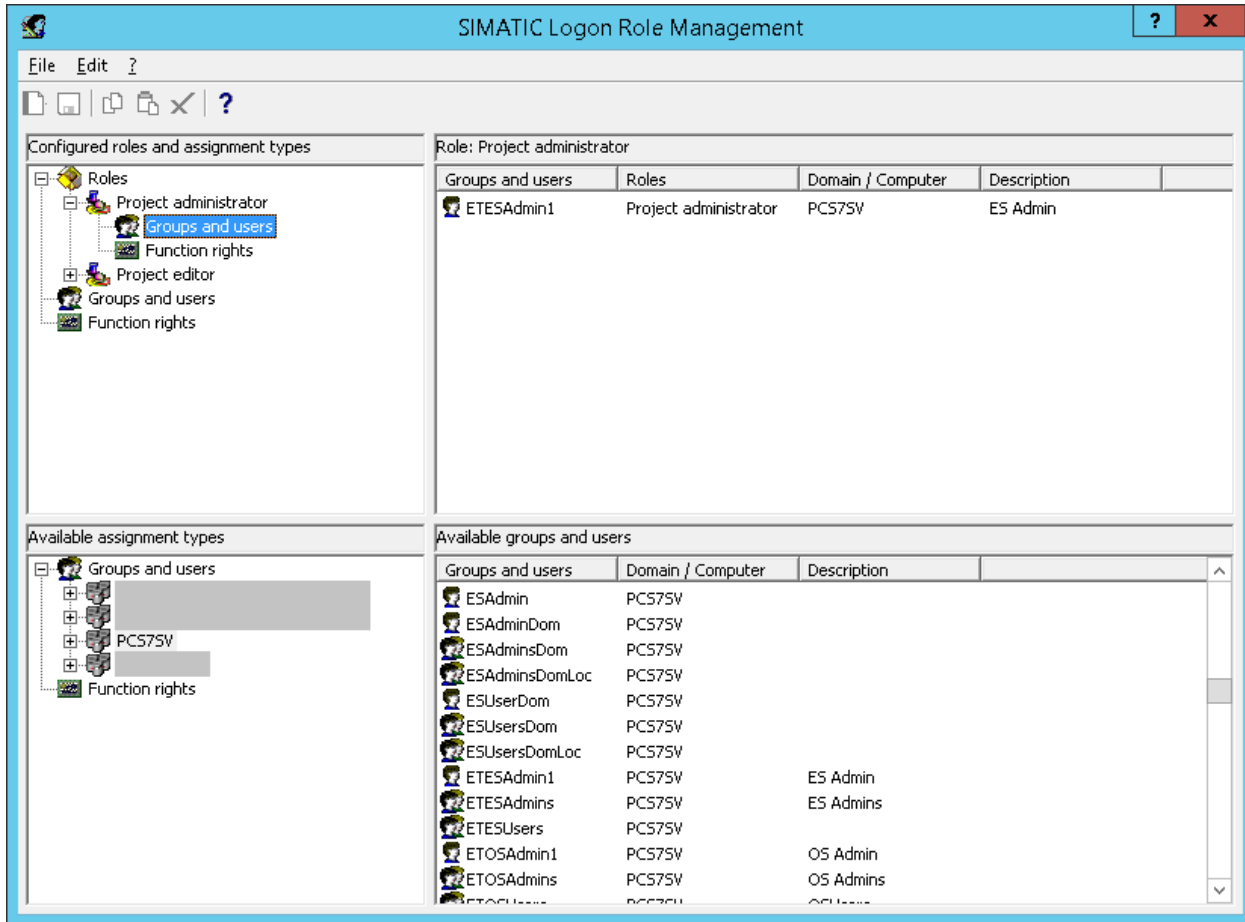 SIMATIC Logon Role Management ? x
File Edit ?
?
Configured roles and assignment types
Roles
Project administrator
Groups and users
Function rights
Project editor
Groups and users
Function rights
Role: Project administrator
Groups and users Roles Domain / Computer Description
ETESAdmin1 Project administrator PCS7SV ES Admin
Available assignment types
Groups and users
PCS7SV
Function rights
Available groups and users
Groups and users Domain / Computer Description
ESAdmin PCS7SV
ESAdminDom PCS7SV
ESAdminsDom PCS7SV
ESAdminsDomLoc PCS7SV
ESUserDom PCS7SV
ESUsersDom PCS7SV
ESUsersDomLoc PCS7SV
ETESAdmin1 PCS7SV ES Admin
ETESAdmins PCS7SV ES Admins
ETESUsers PCS7SV
ETOSAdmin1 PCS7SV OS Admin
ETOSAdmins PCS7SV OS Admins